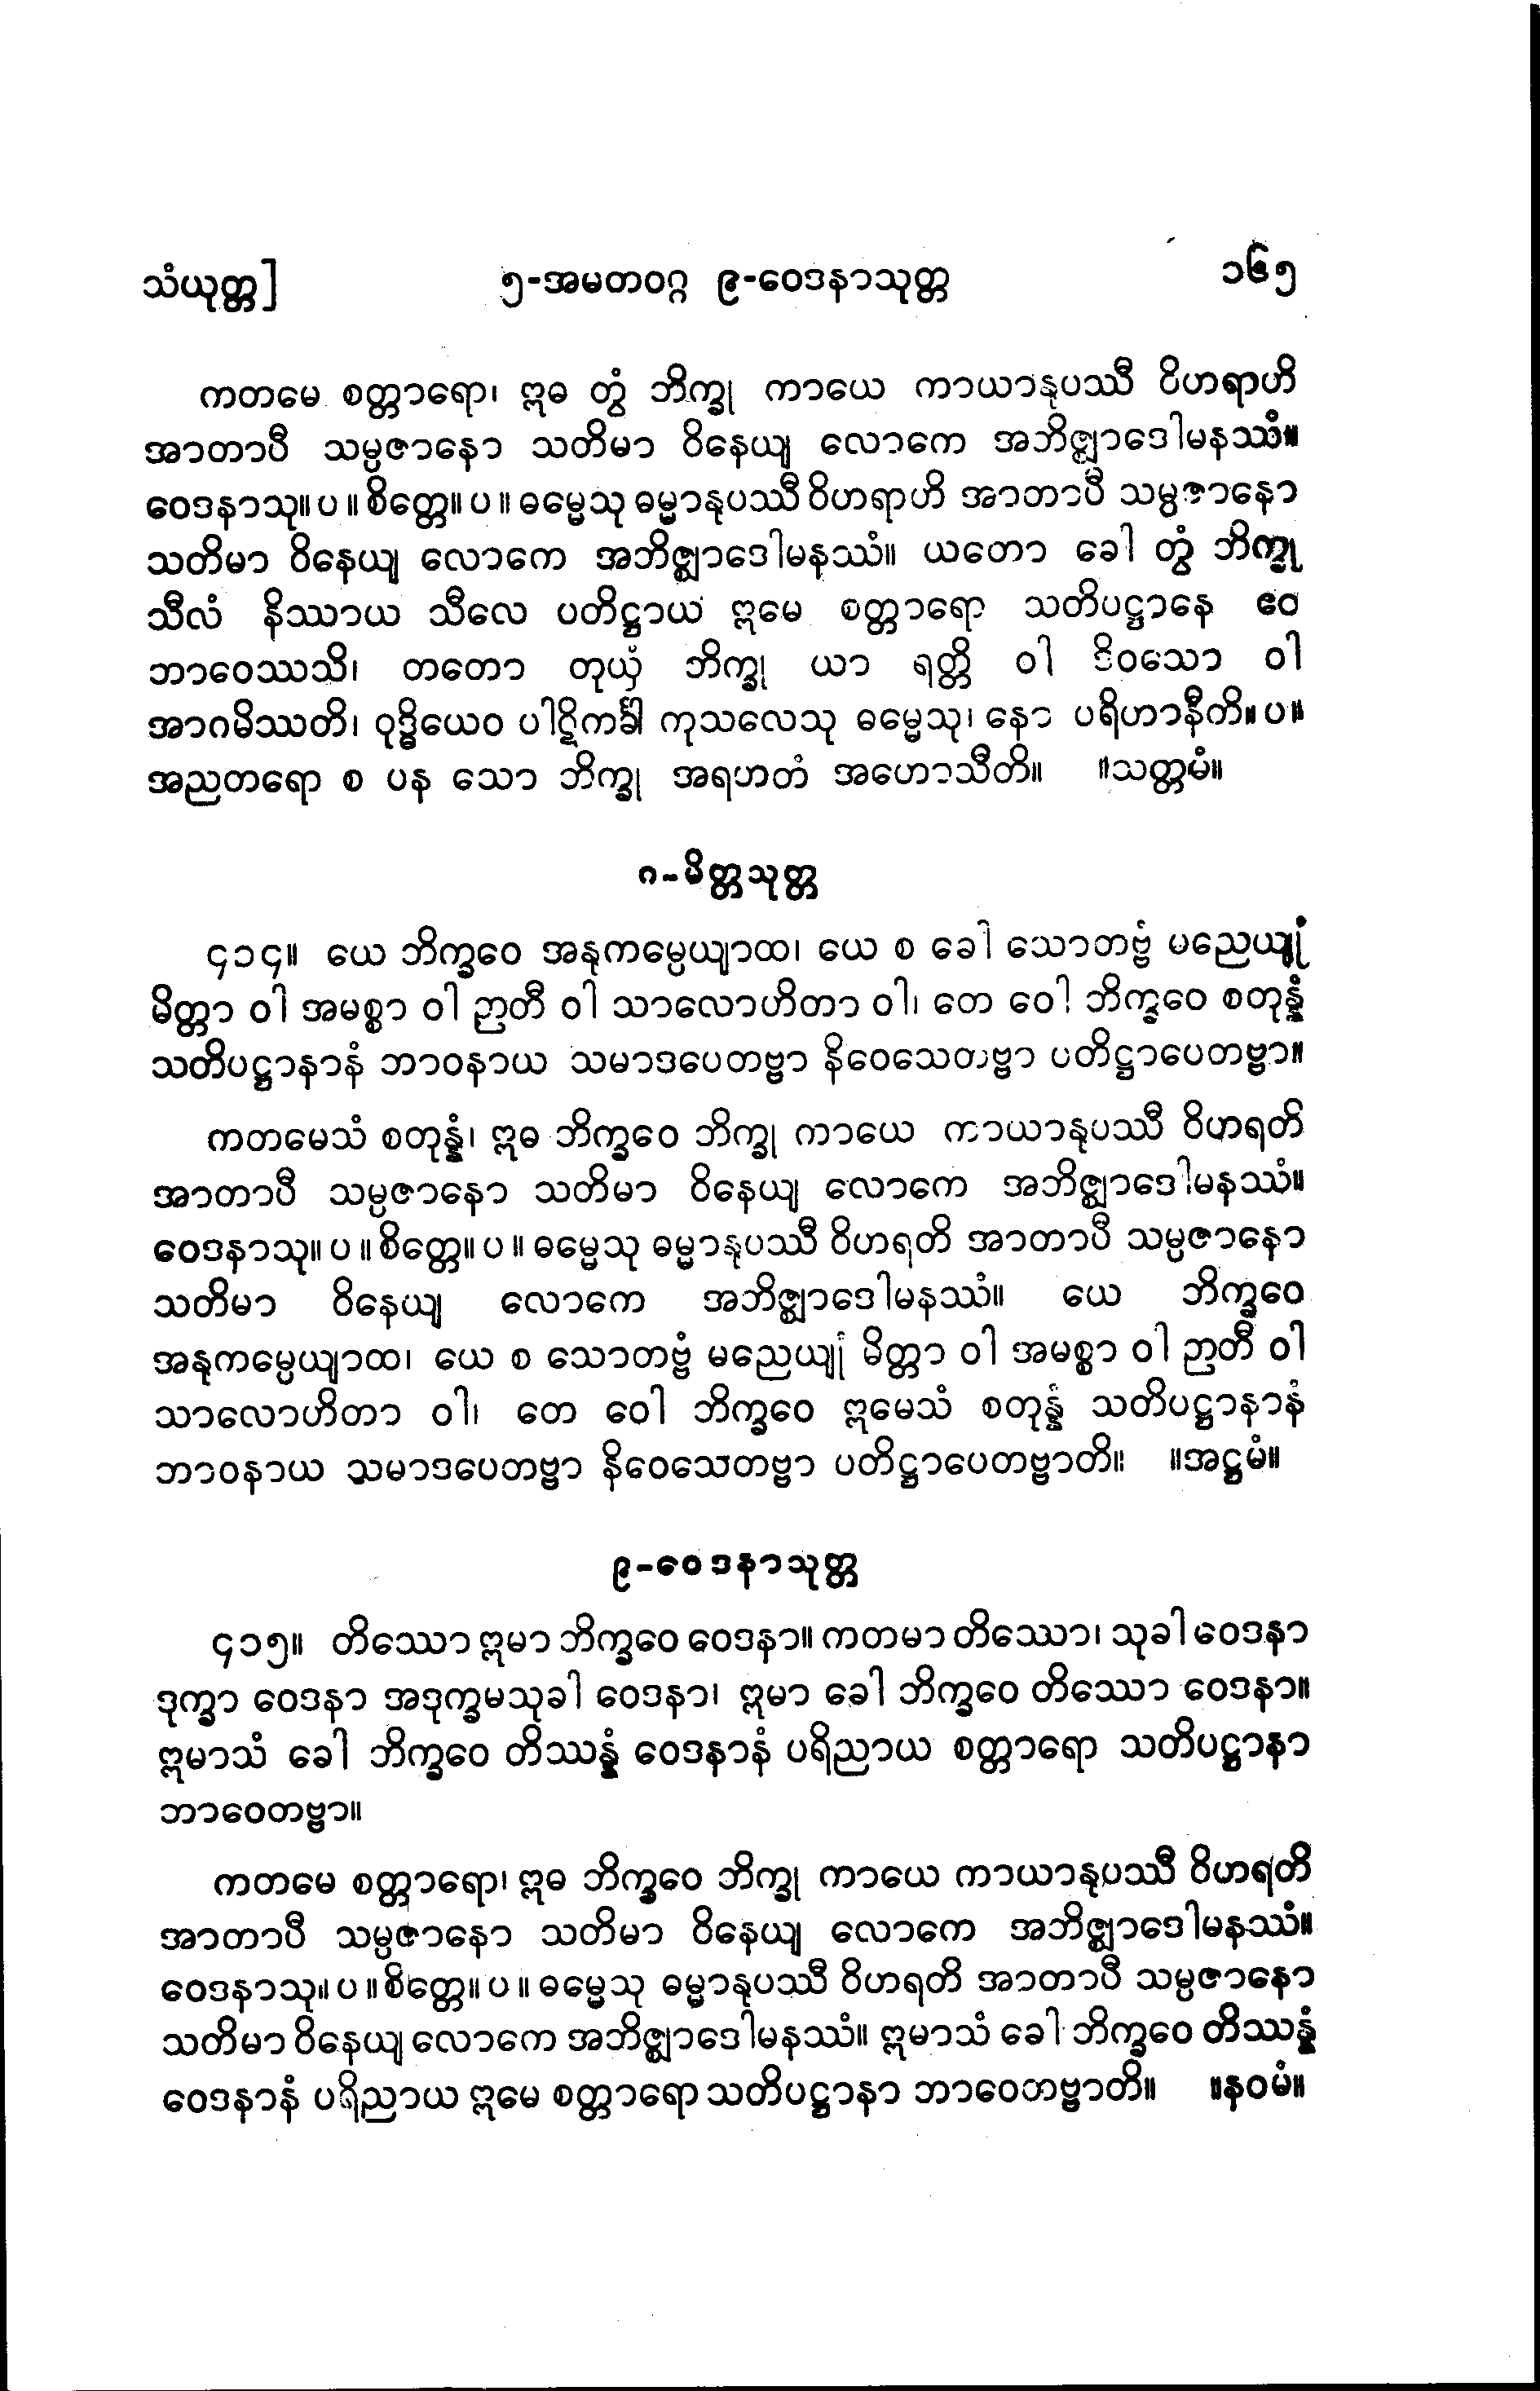 သံယုတ္တ]	၅-အမတဝဂ္ဂ ၉-ဝေဒနာသုတ္တ	၁၆၅
ကတမေ စတ္တာရော၊ ဣဓ တွံ ဘိက္ခု ကာယေ ကာယာနုပဿီ ဝိဟရာဟိ
အာတာပီ သမ္ပဇာနော သတိမာ ဝိနေယျ လောကေ အဘိဇ္ဈာဒေါမနဿံ။
ဝေဒနာသု။ပ။စိတ္တေ။ပ။ဓမ္မေသု ဓမ္မာနုပဿီ ဝိဟရာဟိ အာတာပီ သမ္ပဇာနော
သတိမာ ဝိနေယျ လောကေ အဘိဇ္ဈာဒေါမနဿံ။ ယတော ခေါ တွံ ဘိက္ခု
သီလံ နိဿာယ သီလေ ပတိဋ္ဌာယ ဣမေ စတ္တာရော သတိပဋ္ဌာနေ ဧဝ
ဘာဝေဿသိ၊ တတော တုယှံ ဘိက္ခု ယာ ရတ္တိ ဝါ ဒိဝသော ဝါ
အာဂမိဿတိ၊ ဝုဒ္ဓိယေဝ ပါဋိကင်္ခါ ကုသလေသု ဓမ္မေသု၊ နော ပရိဟာနီတိ။ပ။
အညတရော စ ပန သော ဘိက္ခု အရဟတံ အဟောသီတိ။ ။သတ္တမံ။
ဂ-မိတ္တသုတ္တ
၄၁၄။ ယေ ဘိက္ခဝေ အနုကမ္ပေယျာထ၊ ယေ စ ခေါ သောတဗ္ဗံ မညေယျုံ
မိတ္တာ ဝါ အမစ္စာ ဝါ ဉာတီ ဝါ သာလောဟိတာ ဝါ၊ တေ ဝေါ ဘိက္ခဝေ စတုန္နံ
သတိပဋ္ဌာနာနံ ဘာဝနာယ သမာဒပေတဗ္ဗာ နိဝေသေတဗ္ဗာ ပတိဋ္ဌာပေတဗ္ဗာ။
ကတမေသံ စတုန္နံ၊ ဣဓ ဘိက္ခဝေ ဘိက္ခု ကာယေ ကာယာနုပဿီ ဝိဟရတိ
အာတာပီ သမ္ပဇာနော သတိမာ ဝိနေယျ လောကေ အဘိဇ္ဈာဒေါမနဿံ။
ဝေဒနာသု။ပ။စိတ္တေ။ပ။ဓမ္မေသု ဓမ္မာနုပဿီ ဝိဟရတိ အာတာပီ သမ္ပဇာနော
သတိမာ ဝိနေယျ လောကေ အဘိဇ္ဈာဒေါမနဿံ။ ယေ ဘိက္ခဝေ
အနုကမ္ပေယျာထ၊ ယေ စ သောတဗ္ဗံ မညေယျုံ မိတ္တာ ဝါ အမစ္စာ ဝါ ဉာတီ ဝါ
သာလောဟိတာ ဝါ၊ တေ ဝေါ ဘိက္ခဝေ ဣမေသံ စတုန္နံ သတိပဋ္ဌာနာနံ
ဘာဝနာယ သမာဒပေတဗ္ဗာ နိဝေသေတဗ္ဗာ ပတိဋ္ဌာပေတဗ္ဗာတိ။ ။အဋ္ဌမံ။
၉-ဝေဒနာသုတ္တ
၄၁၅။ တိဿော ဣမာ ဘိက္ခဝေ ဝေဒနာ။ ကတမာ တိဿော၊ သုခါ ဝေဒနာ
ဒုက္ခာ ဝေဒနာ အဒုက္ခမသုခါ ဝေဒနာ၊ ဣမာ ခေါ ဘိက္ခဝေ တိဿော ဝေဒနာ။
ဣမာသံ ခေါ ဘိက္ခဝေ တိဿန္နံ ဝေဒနာနံ ပရိညာယ စတ္တာရော သတိပဋ္ဌာနာ
ဘာဝေတဗ္ဗာ။
ကတမေ စတ္တာရော၊ ဣဓ ဘိက္ခဝေ ဘိက္ခု ကာယေ ကာယာနုပဿီ ဝိဟရတိ
အာတာပီ သမ္ပဇာနော သတိမာ ဝိနေယျ လောကေ အဘိဇ္ဈာဒေါမနဿံ။
ဝေဒနာသု။ပ။စိတ္တေ။ပ။ဓမ္မေသု ဓမ္မာနုပဿီ ဝိဟရတိ အာတာပီ သမ္ပဇာနော
သတိမာ ဝိနေယျ လောကေ အဘိဇ္ဈာဒေါမနဿံ။ ဣမာသံ ခေါ ဘိက္ခဝေ တိဿန္နံ
ဝေဒနာနံ ပရိညာယ ဣမေ စတ္တာရော သတိပဋ္ဌာနာ ဘာဝေတဗ္ဗာတိ။ ။နဝမံ။